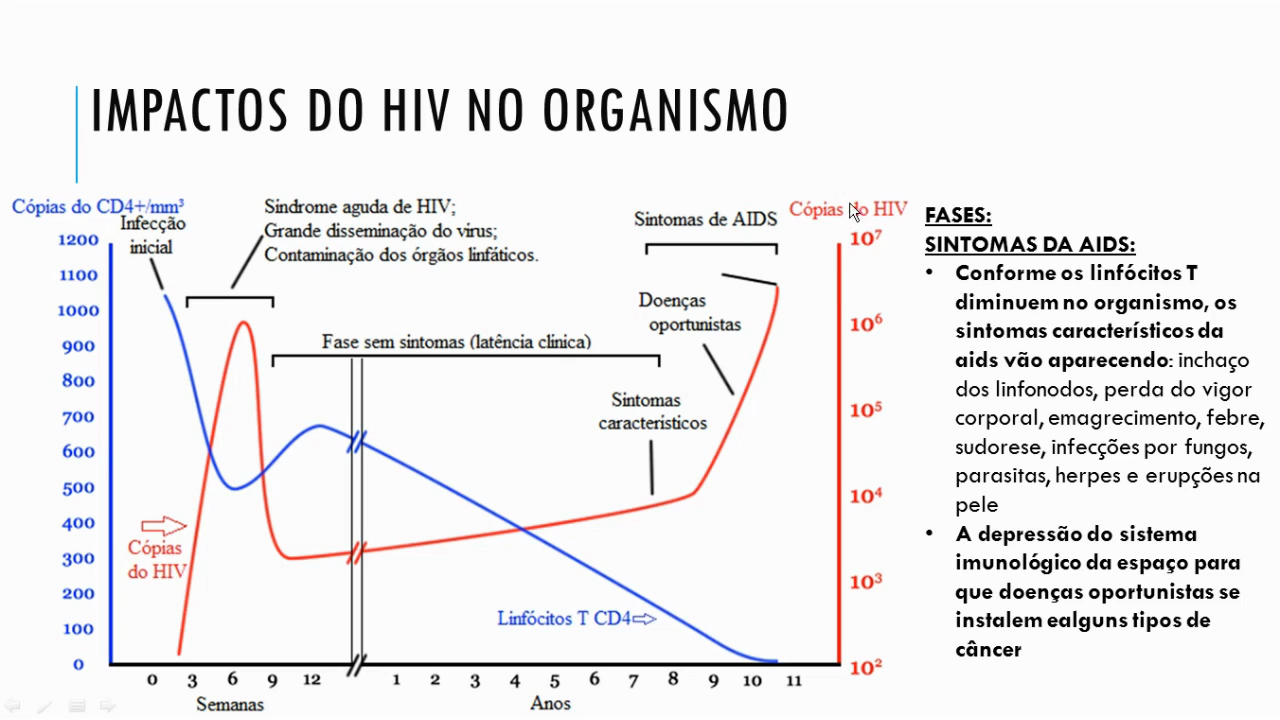 IMPACTOS DO HIV NO ORGANISMO
Cópias do CD4+/mm³
Infecção
inicial
Sindrome aguda de HIV;
Grande disseminação do virus;
Contaminação dos órgãos linfáticos.
Sintomas de AIDS
Cópias do HIV
1200
1100
1000
900
800
700
600
500
400
300
200
100
0
10⁷
10⁶
10⁵
10⁴
10³
10²
Doenças
oportunistas
Fase sem sintomas (latência clinica)
Sintomas
característicos
Cópias
do HIV
Linfócitos T CD4
0 3 6 9 12 1 2 3 4 5 6 7 8 9 10 11
Semanas
Anos
FASES:
SINTOMAS DA AIDS:
• Conforme os linfócitos T
diminuem no organismo, os
sintomas característicos da
aids vão aparecendo: inchaço
dos linfonodos, perda do vigor
corporal, emagrecimento, febre,
sudorese, infecções por fungos,
parasitas, herpes e erupções na
pele
• A depressão do sistema
imunológico da espaço para
que doenças oportunistas se
instalem ealguns tipos de
câncer